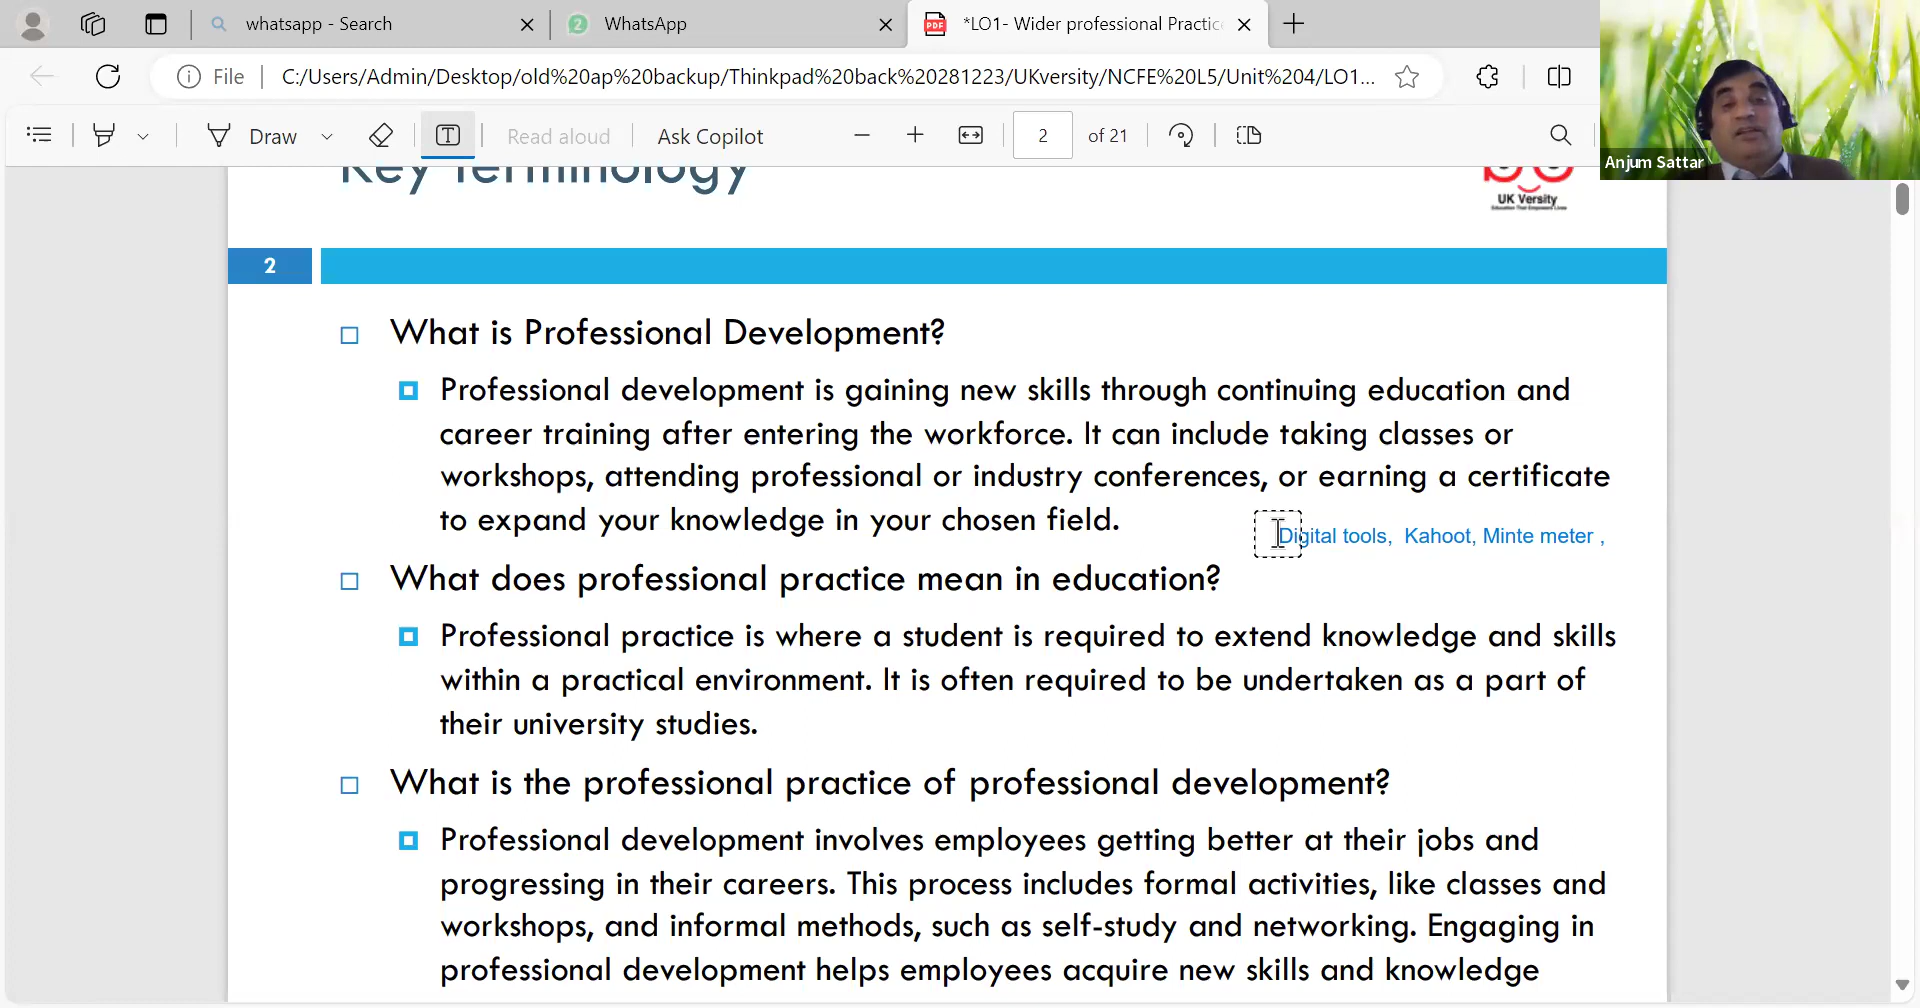 whatsapp - Search
WhatsApp
*LO1- Wider professional Practic
File
C:/Users/Admin/Desktop/old%20ap%20backup/Thinkpad%20back%20281223/UKversity/NCFE%20L5/Unit%204/LO1...
Draw
Read aloud
Ask Copilot
2
of 21
Anjum Sattar
Key Terminology
UK Versity
Education That Empowers Lives
2
What is Professional Development?
Professional development is gaining new skills through continuing education and
career training after entering the workforce. It can include taking classes or
workshops, attending professional or industry conferences, or earning a certificate
to expand your knowledge in your chosen field.
Digital tools, Kahoot, Minte meter ,
What does professional practice mean in education?
Professional practice is where a student is required to extend knowledge and skills
within a practical environment. It is often required to be undertaken as a part of
their university studies.
What is the professional practice of professional development?
Professional development involves employees getting better at their jobs and
progressing in their careers. This process includes formal activities, like classes and
workshops, and informal methods, such as self-study and networking. Engaging in
professional development helps employees acquire new skills and knowledge